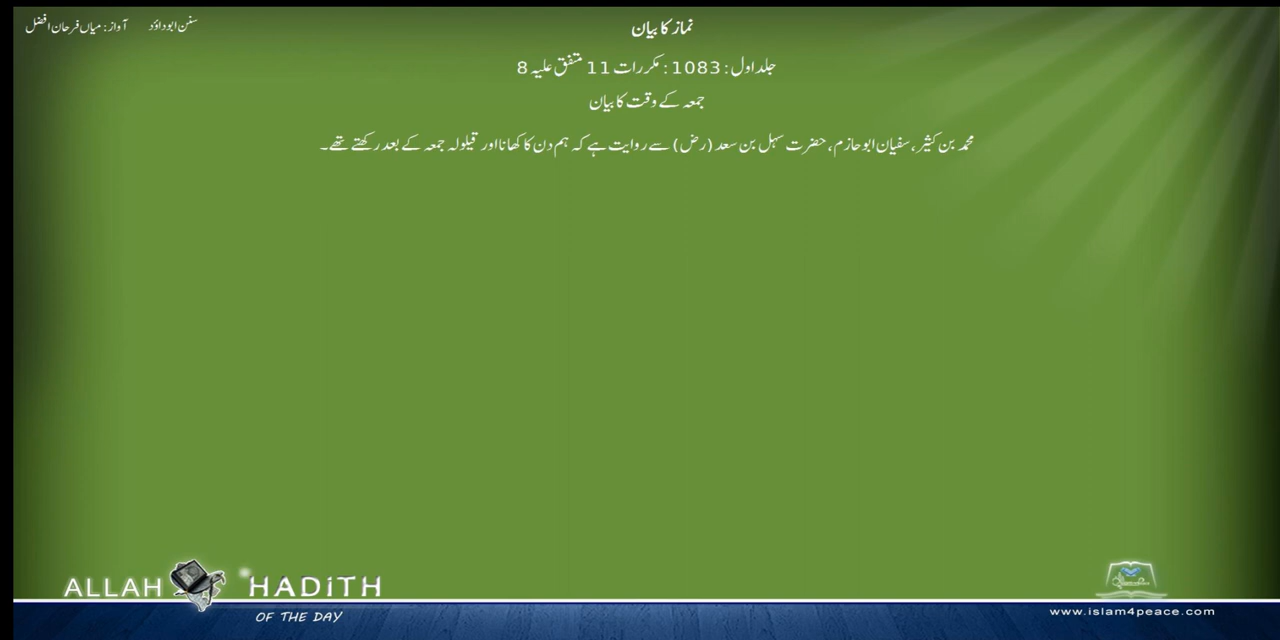 سنن ابوداؤد آواز: میاں فرحان افضل
نماز کا بیان
جلد اول : 1083 : مکررات 11 متفق علیہ 8
جمعہ کے وقت کا بیان
محمد بن کثیر، سفیان ابوحازم، حضرت سہل بن سعد (رض) سے روایت ہے کہ ہم دن کا کھانا اور قیلولہ جمعہ کے بعد رکھتے تھے۔
ALLAH HADITH
OF THE DAY
www.islam4peace.com